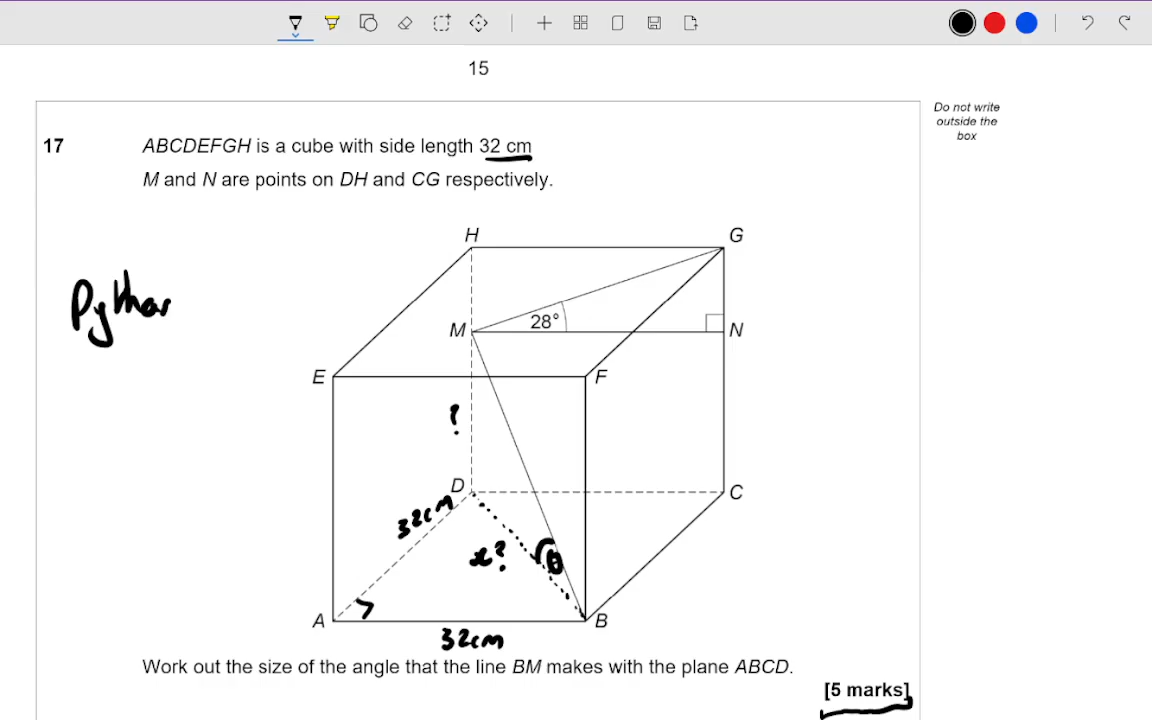 15
Do not write
outside the
box
17 ABCDEFGH is a cube with side length 32 cm
M and N are points on DH and CG respectively.
H G
Pythar
28°
M N
E F
?
D C
32cm
x? θ
A B
32cm
Work out the size of the angle that the line BM makes with the plane ABCD.
[5 marks]